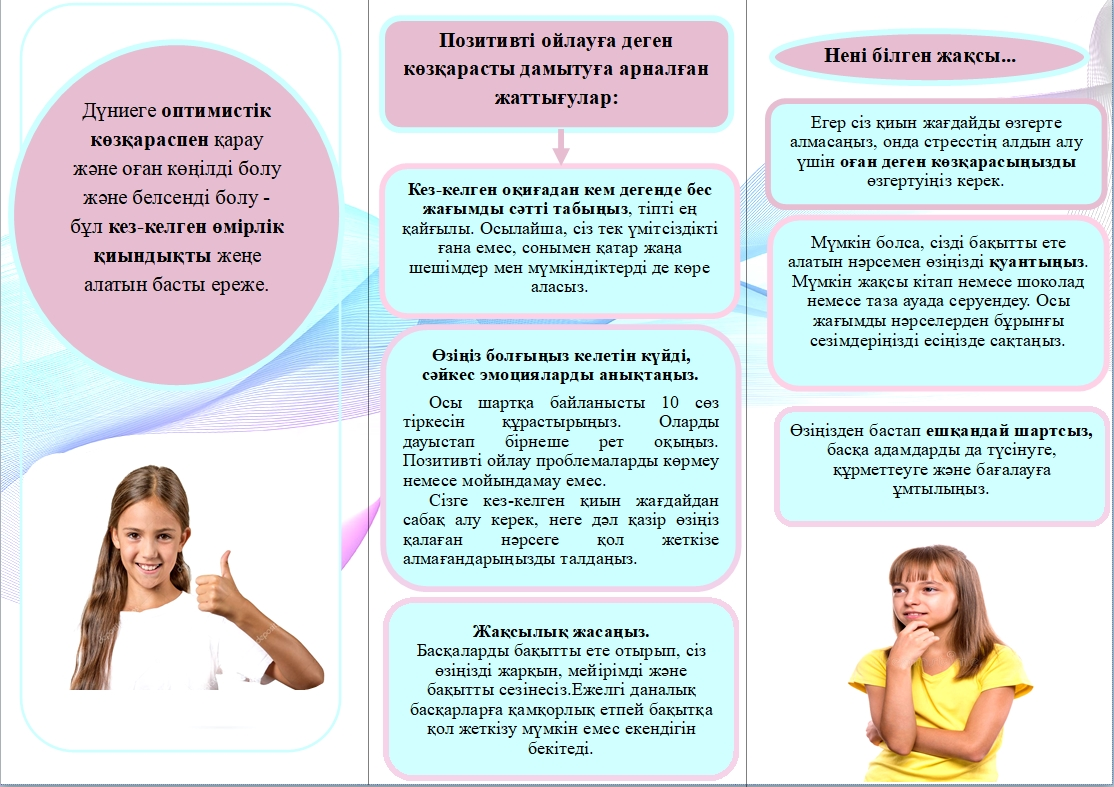 Дүниеге оптимистік
көзқараспен қарау
және оған көңілді болу
және белсенді болу -
бұл кез-келген өмірлік
қиындықты жеңе
алатын басты ереже.
Позитивті ойлауға деген
көзқарасты дамытуға арналған
жаттығулар:
Кез-келген оқиғадан кем дегенде бес
жағымды сәтті табыңыз, тіпті ең
қайғылы. Осылайша, сіз тек үмітсіздікті
ғана емес, сонымен қатар жаңа
шешімдер мен мүмкіндіктерді де көре
аласыз.
Өзіңіз болғыңыз келетін күйді,
сәйкес эмоцияларды анықтаңыз.
Осы шартқа байланысты 10 сөз
тіркесін құрастырыңыз. Оларды
дауыстап бірнеше рет оқыңыз.
Позитивті ойлау проблемаларды көрмеу
немесе мойындамау емес.
Сізге кез-келген қиын жағдайдан
сабақ алу керек, неге дәл қазір өзіңіз
қалаған нәрсеге қол жеткізе
алмағандарыңызды талдаңыз.
Жақсылық жасаңыз.
Басқаларды бақытты ете отырып, сіз
өзіңізді жарқын, мейірімді және
бақытты сезінесіз.Ежелгі даналық
басқарларға қамқорлық етпей бақытқа
қол жеткізу мүмкін емес екендігін
бекітеді.
Нені білген жақсы...
Егер сіз қиын жағдайды өзгерте
алмасаңыз, онда стресстің алдын алу
үшін оған деген көзқарасыңызды
өзгертуіңіз керек.
Мүмкін болса, сізді бақытты ете
алатын нәрсемен өзіңізді қуантыңыз.
Мүмкін жақсы кітап немесе шоколад
немесе таза ауада серуендеу. Осы
жағымды нәрселерден бұрынғы
сезімдеріңізді есіңізде сақтаңыз.
Өзіңізден бастап ешқандай шартсыз,
басқа адамдарды да түсінуге,
құрметтеуге және бағалауға
ұмтылыңыз.